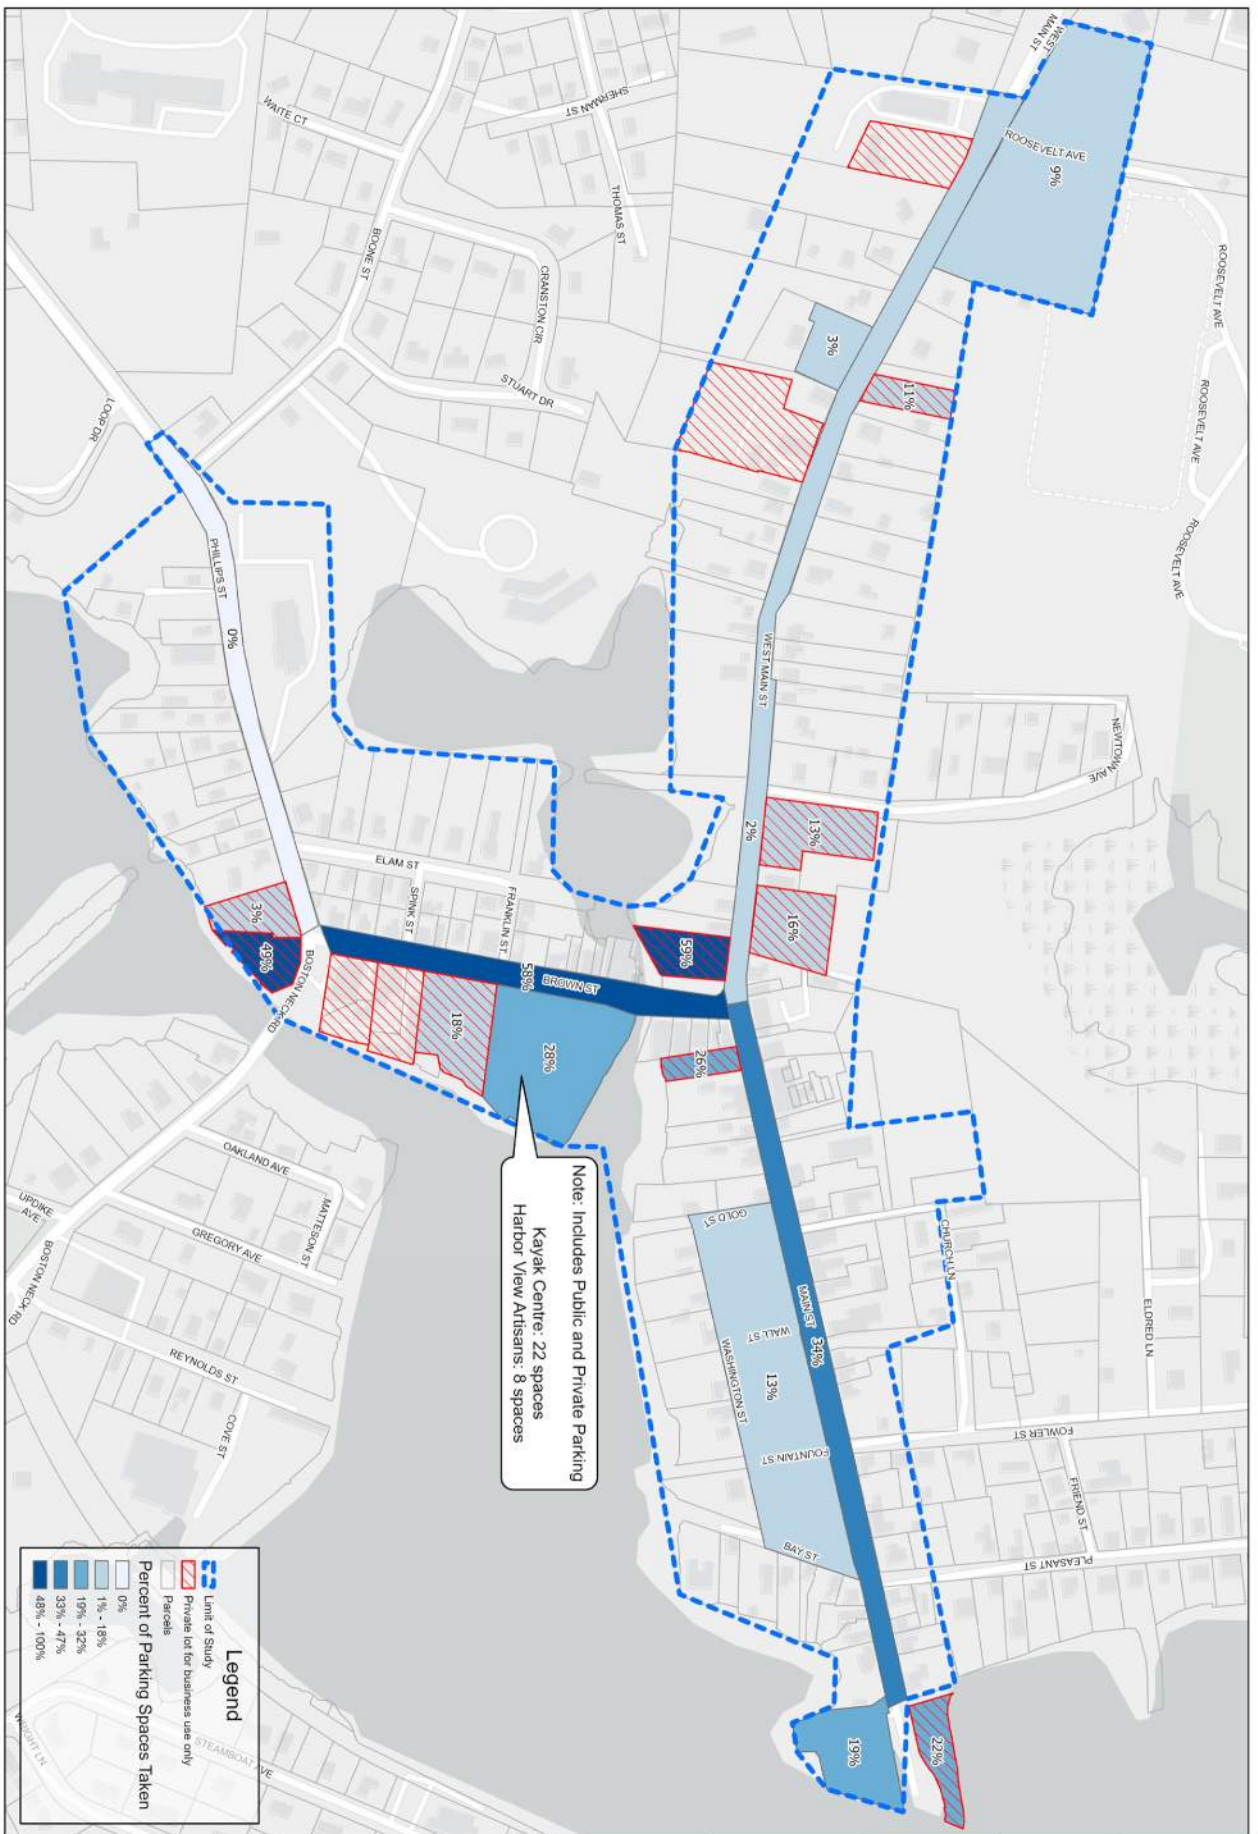 WEST
MAIN ST
ROOSEVELT AVE
9%
ROOSEVELT AVE
ROOSEVELT AVE
ROOSEVELT AVE
ROOSEVELT AVE
SHERMAN ST
WAITE CT
THOMAS ST
BOONE ST
CRANSTON CIR
STUART DR
LOOP DR
3%
11%
WEST MAIN ST
2%
NEWTOWN AVE
13%
16%
PHILLIPS ST
0%
ELAM ST
SPINK ST
FRANKLIN ST
58%
BROWN ST
59%
3%
49%
BOSTON NECK RD
18%
28%
26%
Note: Includes Public and Private Parking
Kayak Centre: 22 spaces
Harbor View Artisans: 8 spaces
OAKLAND AVE
MATTESON ST
GREGORY AVE
UPDIKE
AVE
BOSTON NECK RD
REYNOLDS ST
COVE ST
GOLD ST
MAIN ST
34%
WALL ST
13%
WASHINGTON ST
FOUNTAIN ST
BAY ST
CHURCH LN
ELDRED LN
FOWLER ST
FRIEND ST
PLEASANT ST
19%
22%
STEAMBOAT AVE
WRIGHT LN
Legend
Limit of Study
Private lot for business use only
Parcels
Percent of Parking Spaces Taken
0%
1% - 18%
19% - 32%
33% - 47%
48% - 100%